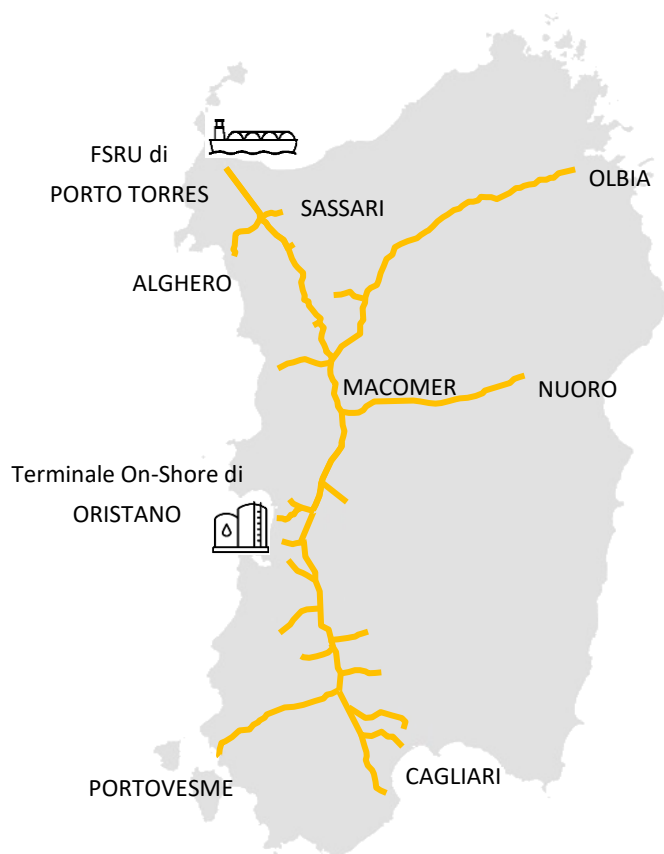 FSRU di
PORTO TORRES
SASSARI
OLBIA
ALGHERO
MACOMER
NUORO
Terminale On-Shore di
ORISTANO
CAGLIARI
PORTOVESME